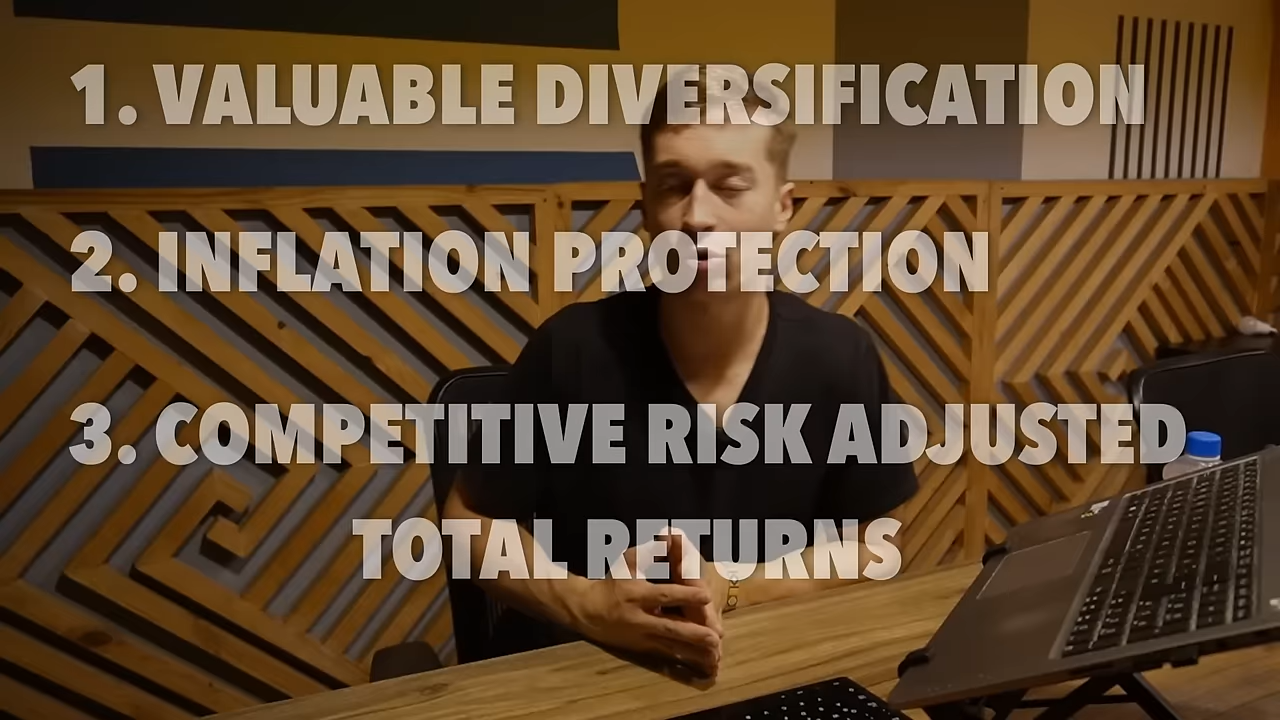 1. VALUABLE DIVERSIFICATION
2. INFLATION PROTECTION
3. COMPETITIVE RISK ADJUSTED
TOTAL RETURNS